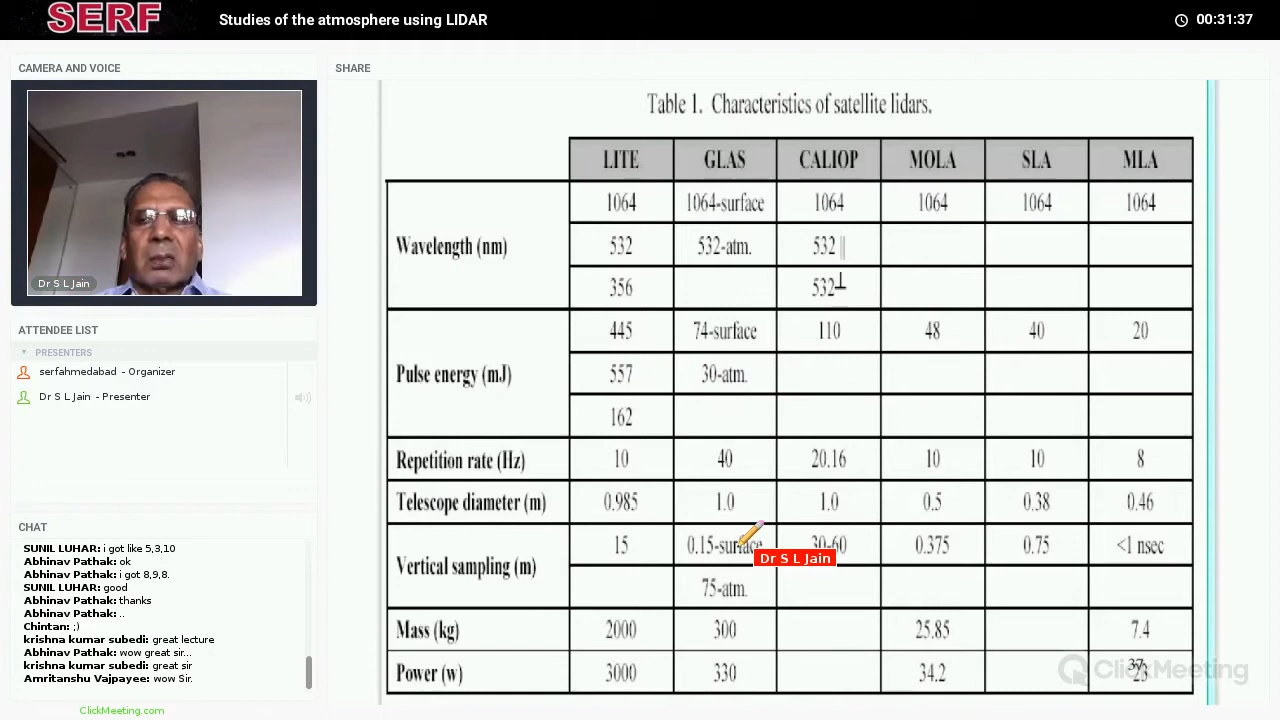 SERF
Studies of the atmosphere using LIDAR
00:31:37
CAMERA AND VOICE
Dr S L Jain
ATTENDEE LIST
PRESENTERS
serfahmedabad - Organizer
Dr S L Jain - Presenter
CHAT
SUNIL LUHAR: i got like 5,3,10
Abhinav Pathak: ok
Abhinav Pathak: i got 8,9,8.
SUNIL LUHAR: good
Abhinav Pathak: thanks
Abhinav Pathak: ..
Chintan: ;)
krishna kumar subedi: great lecture
Abhinav Pathak: wow great sir...
krishna kumar subedi: great sir
Amritanshu Vajpayee: wow Sir.
ClickMeeting.com
SHARE
Table 1. Characteristics of satellite lidars.
LITE GLAS CALIOP MOLA SLA MLA
Wavelength (nm)
1064 1064-surface 1064 1064 1064 1064
532 532-atm. 532 ||
356 532⊥
Pulse energy (mJ)
445 74-surface 110 48 40 20
557 30-atm.
162
Repetition rate (Hz) 10 40 20.16 10 10 8
Telescope diameter (m) 0.985 1.0 1.0 0.5 0.38 0.46
Vertical sampling (m)
15 0.15-surface 30-60 0.375 0.75 <1 nsec
Dr S L Jain
75-atm.
Mass (kg) 2000 300 25.85 7.4
Power (w) 3000 330 34.2 23
37
ClickMeeting